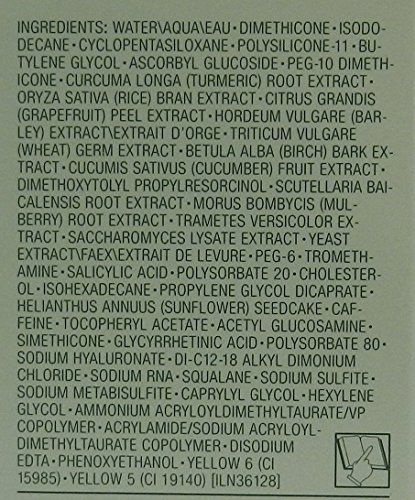 INGREDIENTS: WATER\AQUA\EAU • DIMETHICONE • ISODO-
DECANE • CYCLOPENTASILOXANE • POLYSILICONE-11 • BU-
TYLENE GLYCOL • ASCORBYL GLUCOSIDE • PEG-10 DIMETH-
ICONE • CURCUMA LONGA (TURMERIC) ROOT EXTRACT •
ORYZA SATIVA (RICE) BRAN EXTRACT • CITRUS GRANDIS
(GRAPEFRUIT) PEEL EXTRACT • HORDEUM VULGARE (BAR-
LEY) EXTRACT\EXTRAIT D'ORGE • TRITICUM VULGARE
(WHEAT) GERM EXTRACT • BETULA ALBA (BIRCH) BARK EX-
TRACT • CUCUMIS SATIVUS (CUCUMBER) FRUIT EXTRACT •
DIMETHOXYTOLYL PROPYLRESORCINOL • SCUTELLARIA BAI-
CALENSIS ROOT EXTRACT • MORUS BOMBYCIS (MUL-
BERRY) ROOT EXTRACT • TRAMETES VERSICOLOR EX-
TRACT • SACCHAROMYCES LYSATE EXTRACT • YEAST
EXTRACT\FAEX\EXTRAIT DE LEVURE • PEG-6 • TROMETH-
AMINE • SALICYLIC ACID • POLYSORBATE 20 • CHOLESTER-
OL • ISOHEXADECANE • PROPYLENE GLYCOL DICAPRATE •
HELIANTHUS ANNUUS (SUNFLOWER) SEEDCAKE • CAF-
FEINE • TOCOPHERYL ACETATE • ACETYL GLUCOSAMINE •
SIMETHICONE • GLYCYRRHETINIC ACID • POLYSORBATE 80 •
SODIUM HYALURONATE • DI-C12-18 ALKYL DIMONIUM
CHLORIDE • SODIUM RNA • SQUALANE • SODIUM SULFITE •
SODIUM METABISULFITE • CAPRYLYL GLYCOL • HEXYLENE
GLYCOL • AMMONIUM ACRYLOYLDIMETHYLTAURATE/VP
COPOLYMER • ACRYLAMIDE/SODIUM ACRYLOYL-
DIMETHYLTAURATE COPOLYMER • DISODIUM
EDTA • PHENOXYETHANOL • YELLOW 6 (CI
15985) • YELLOW 5 (CI 19140) [ILN36128]